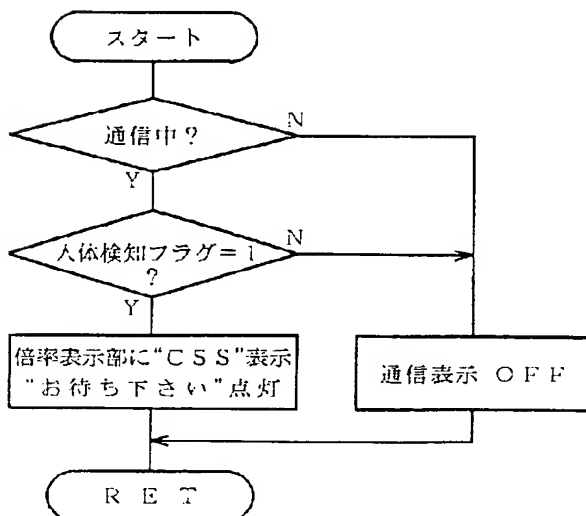 スタート
通信中?
N
Y
人体検知フラグ=1
?
N
Y
倍率表示部に“CSS”表示
“お待ち下さい”点灯
通信表示 OFF
RET